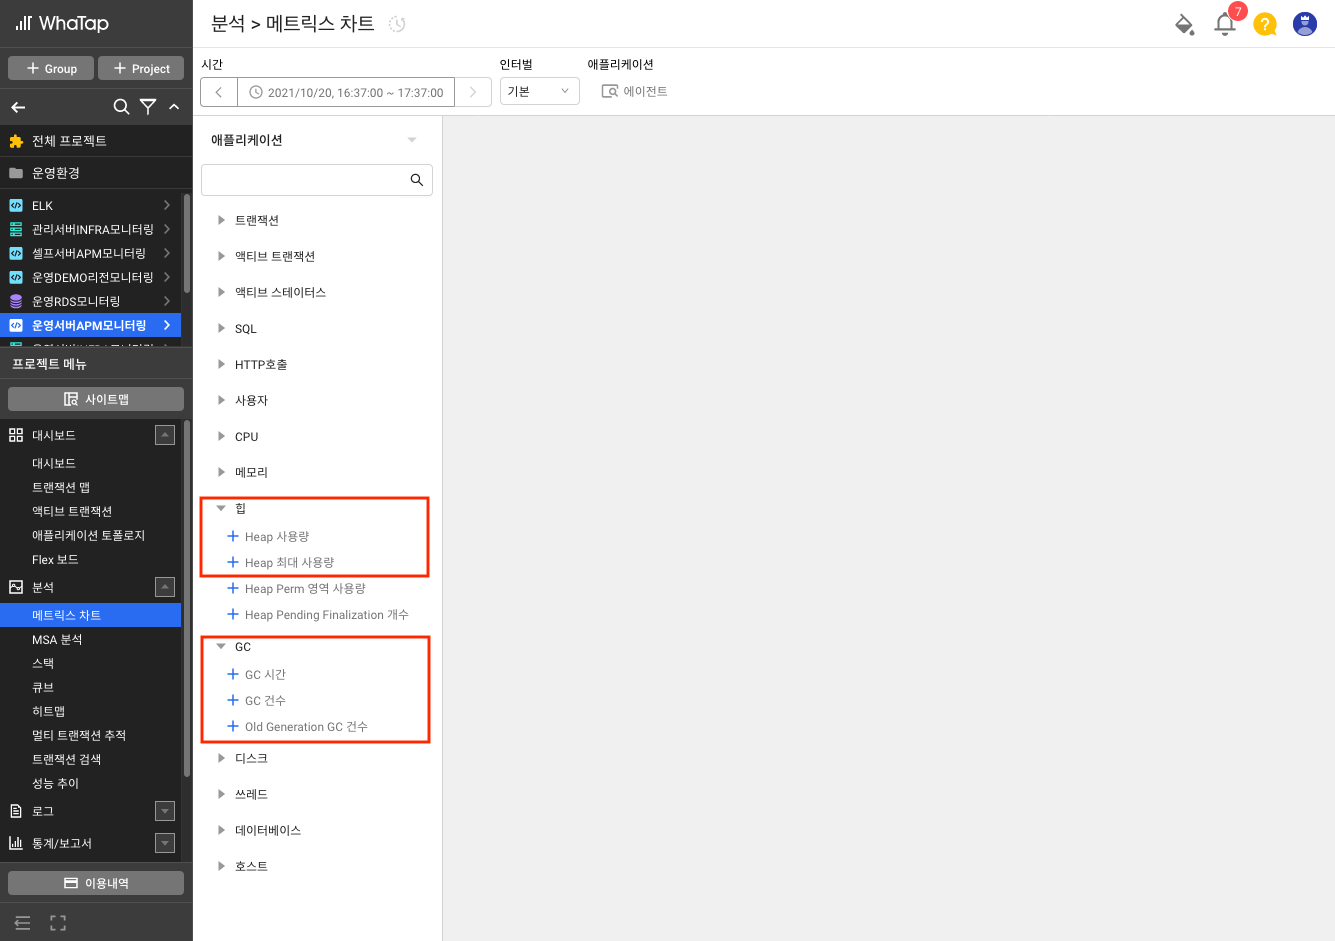 WhaTap
분석 > 메트릭스 차트
7
?
+ Group
+ Project
시간
2021/10/20, 16:37:00 ~ 17:37:00
인터벌
기본
애플리케이션
에이전트
전체 프로젝트
운영환경
ELK
관리서버INFRA모니터링
셀프서버APM모니터링
운영DEMO리전모니터링
운영RDS모니터링
운영서버APM모니터링
프로젝트 메뉴
사이트맵
대시보드
대시보드
트랜잭션 맵
액티브 트랜잭션
애플리케이션 토폴로지
Flex 보드
분석
메트릭스 차트
MSA 분석
스택
큐브
히트맵
멀티 트랜잭션 추적
트랜잭션 검색
성능 추이
로그
통계/보고서
이용내역
애플리케이션
트랜잭션
액티브 트랜잭션
액티브 스테이터스
SQL
HTTP호출
사용자
CPU
메모리
힙
+ Heap 사용량
+ Heap 최대 사용량
+ Heap Perm 영역 사용량
+ Heap Pending Finalization 개수
GC
+ GC 시간
+ GC 건수
+ Old Generation GC 건수
디스크
쓰레드
데이터베이스
호스트